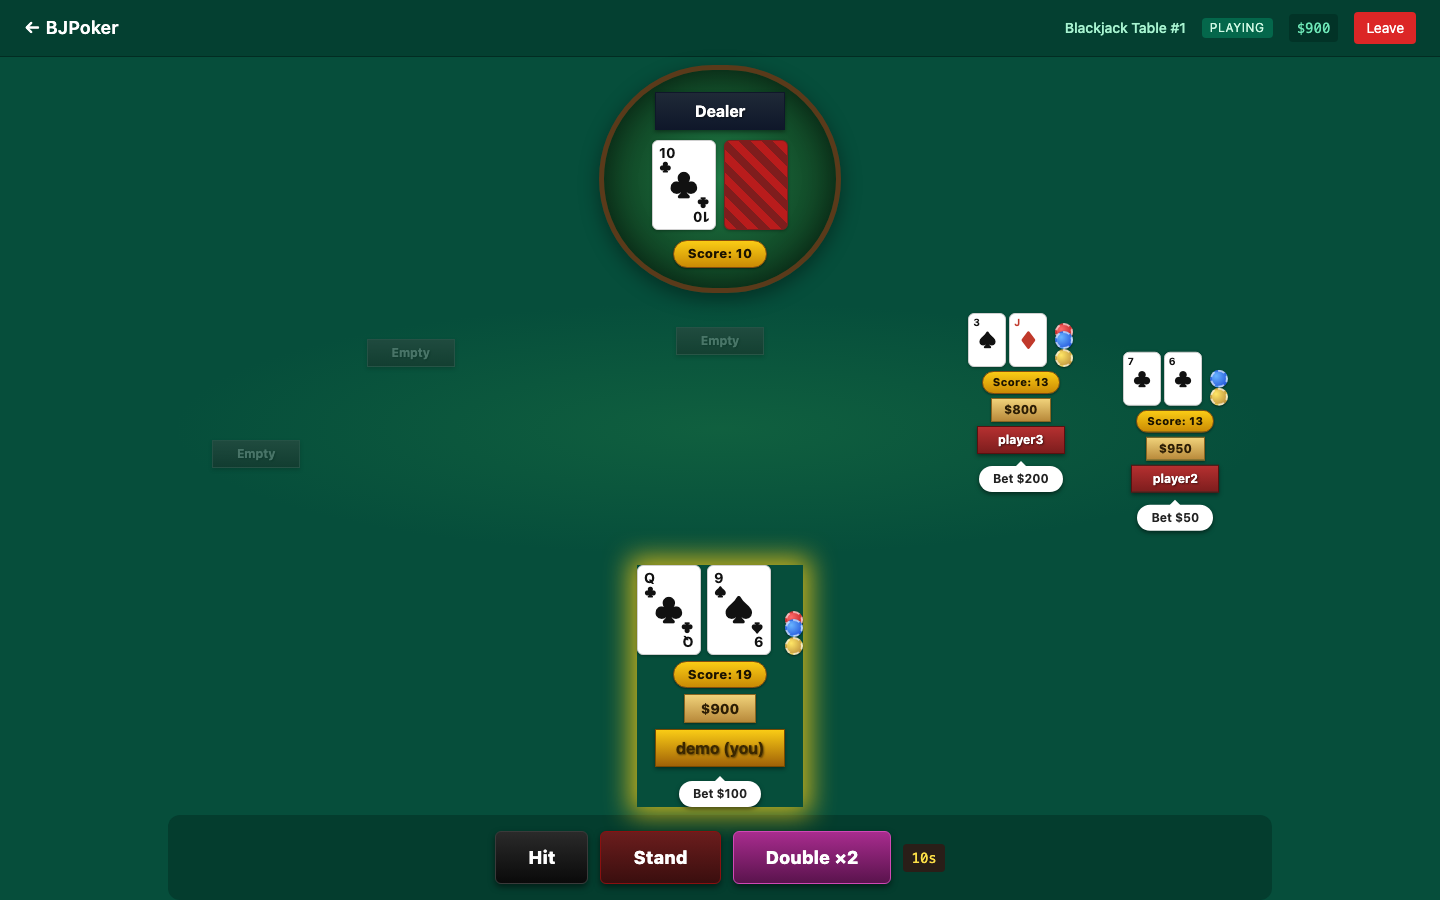 ← BJPoker
Blackjack Table #1 PLAYING $900 Leave
Dealer
10
10
Score: 10
Empty
Empty
Empty
3 J
Score: 13
$800
player3
Bet $200
7 6
Score: 13
$950
player2
Bet $50
Q 9
Q 9
Score: 19
$900
demo (you)
Bet $100
Hit Stand Double ×2 10s